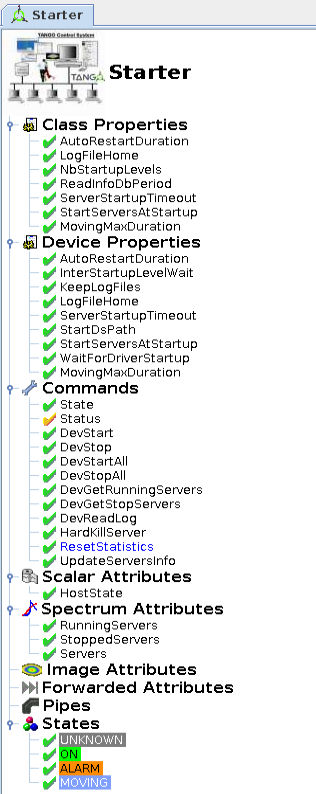 Starter
TANGO Control System
TANGO
Starter
Class Properties
AutoRestartDuration
LogFileHome
NbStartupLevels
ReadInfoDbPeriod
ServerStartupTimeout
StartServersAtStartup
MovingMaxDuration
Device Properties
AutoRestartDuration
InterStartupLevelWait
KeepLogFiles
LogFileHome
ServerStartupTimeout
StartDsPath
StartServersAtStartup
WaitForDriverStartup
MovingMaxDuration
Commands
State
Status
DevStart
DevStop
DevStartAll
DevStopAll
DevGetRunningServers
DevGetStopServers
DevReadLog
HardKillServer
ResetStatistics
UpdateServersInfo
Scalar Attributes
HostState
Spectrum Attributes
RunningServers
StoppedServers
Servers
Image Attributes
Forwarded Attributes
Pipes
States
UNKNOWN
ON
ALARM
MOVING